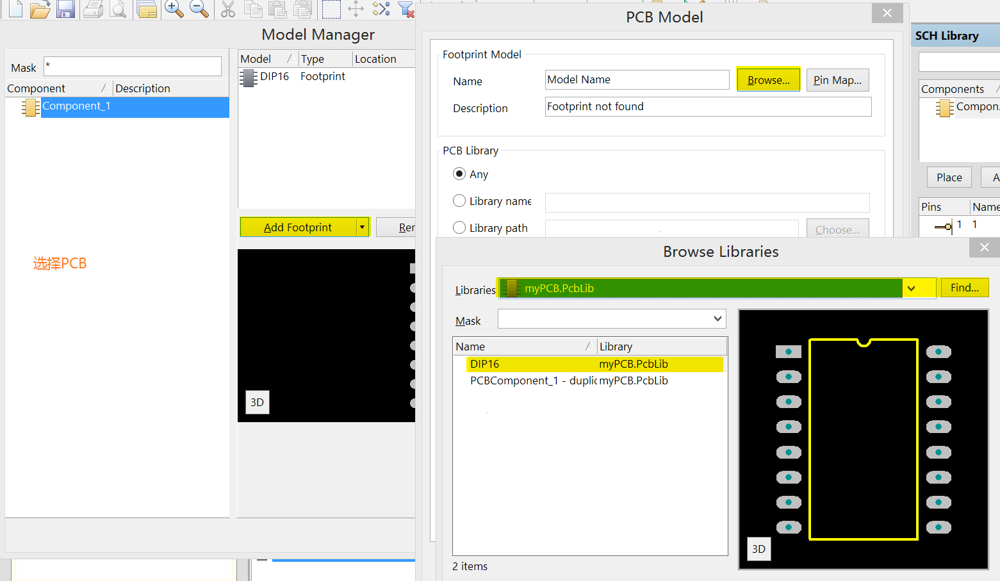 Model Manager
Mask
*
Component
Description
Component_1
选择PCB
Model
Type
Location
DIP16
Footprint
Add Footprint
Rer
3D
PCB Model
Footprint Model
Name
Model Name
Browse...
Pin Map...
Description
Footprint not found
PCB Library
Any
Library name
Library path
Choose...
SCH Library
Components
Compon.
Place
A
Pins
Name
1
1
Browse Libraries
Libraries
myPCB.PcbLib
Find...
Mask
Name
Library
DIP16
myPCB.PcbLib
PCBComponent_1 - duplic
myPCB.PcbLib
2 items
3D